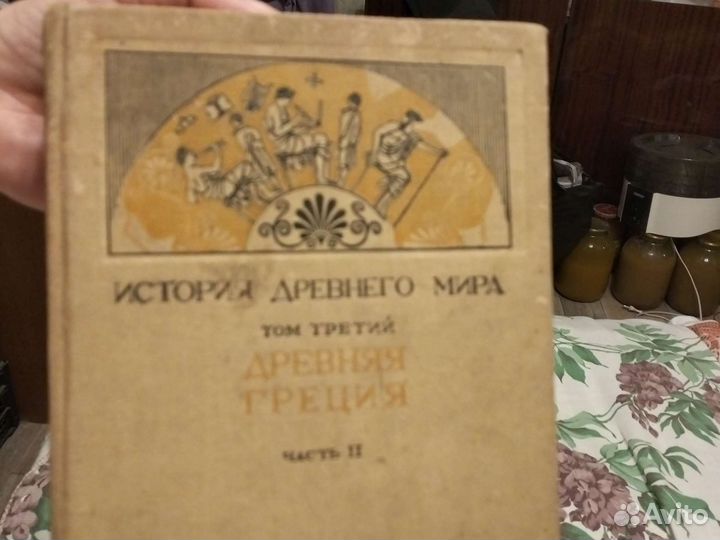 ИСТОРИЯ ДРЕВНЕГО МИРА
ТОМ ТРЕТИЙ
ДРЕВНЯЯ
ГРЕЦИЯ
ЧАСТЬ II
Avito